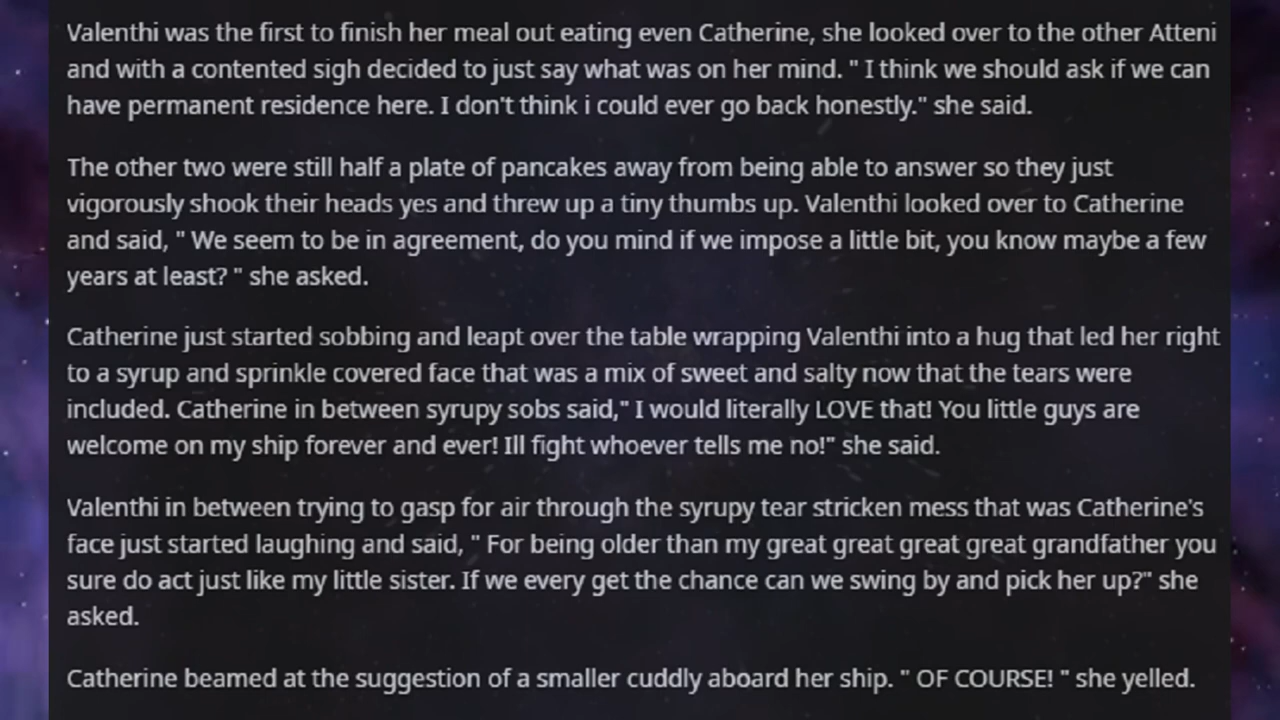 Valenthi was the first to finish her meal out eating even Catherine, she looked over to the other Atteni
and with a contented sigh decided to just say what was on her mind. " I think we should ask if we can
have permanent residence here. I don't think i could ever go back honestly." she said.
The other two were still half a plate of pancakes away from being able to answer so they just
vigorously shook their heads yes and threw up a tiny thumbs up. Valenthi looked over to Catherine
and said, " We seem to be in agreement, do you mind if we impose a little bit, you know maybe a few
years at least? " she asked.
Catherine just started sobbing and leapt over the table wrapping Valenthi into a hug that led her right
to a syrup and sprinkle covered face that was a mix of sweet and salty now that the tears were
included. Catherine in between syrupy sobs said," I would literally LOVE that! You little guys are
welcome on my ship forever and ever! Ill fight whoever tells me no!" she said.
Valenthi in between trying to gasp for air through the syrupy tear stricken mess that was Catherine's
face just started laughing and said, " For being older than my great great great great grandfather you
sure do act just like my little sister. If we every get the chance can we swing by and pick her up?" she
asked.
Catherine beamed at the suggestion of a smaller cuddly aboard her ship. " OF COURSE! " she yelled.